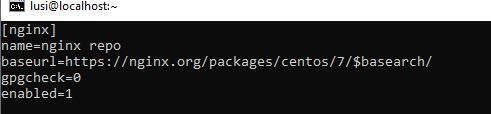 C:\. lusi@localhost:~
[nginx]
name=nginx repo
baseurl=https://nginx.org/packages/centos/7/$basearch/
gpgcheck=0
enabled=1